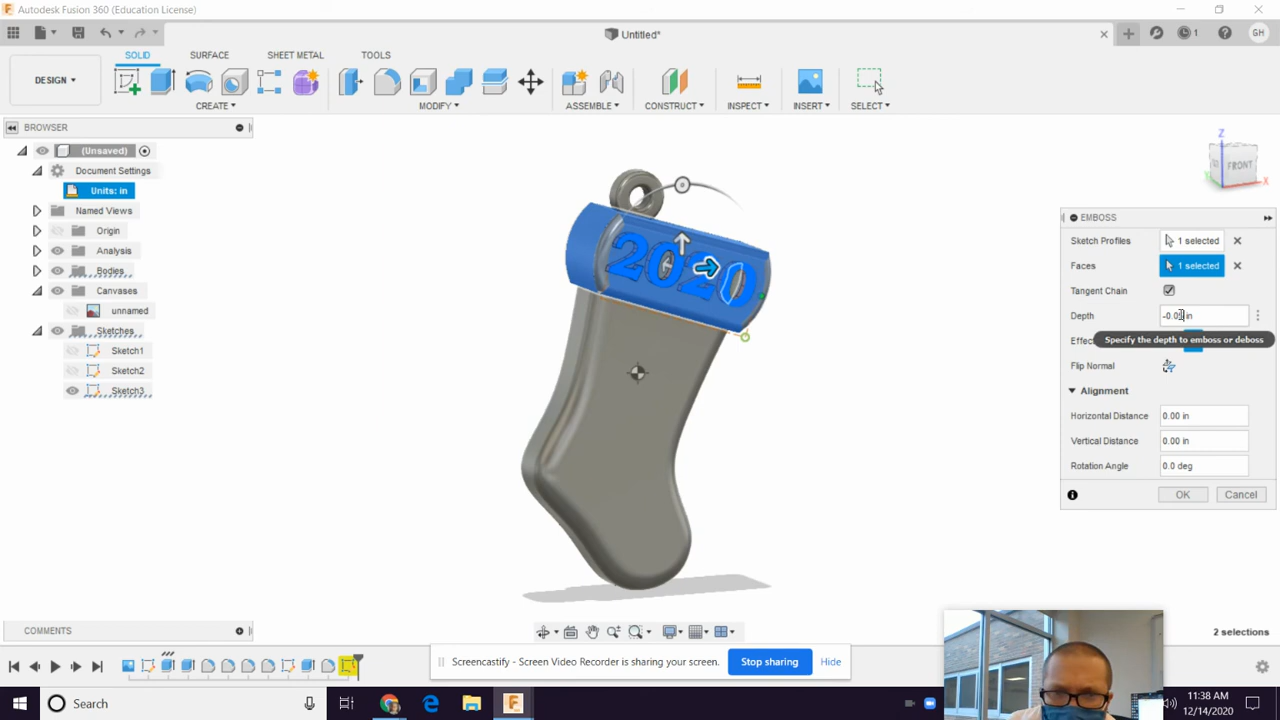 Autodesk Fusion 360 (Education License)
Untitled*
1
GH
DESIGN
SOLID
SURFACE
SHEET METAL
TOOLS
CREATE
MODIFY
ASSEMBLE
CONSTRUCT
INSPECT
INSERT
SELECT
BROWSER
(Unsaved)
Document Settings
Units: in
Named Views
Origin
Analysis
Bodies
Canvases
unnamed
Sketches
Sketch1
Sketch2
Sketch3
2020
Z
FRONT
X
EMBOSS
Sketch Profiles
1 selected
Faces
1 selected
Tangent Chain
Depth
in
Specify the depth to emboss or deboss
Flip Normal
Alignment
Horizontal Distance
0.00 in
Vertical Distance
0.00 in
Rotation Angle
0.0 deg
OK
Cancel
COMMENTS
2 selections
Screencastify - Screen Video Recorder is sharing your screen.
Stop sharing
Hide
Search
11:38 AM
12/14/2020